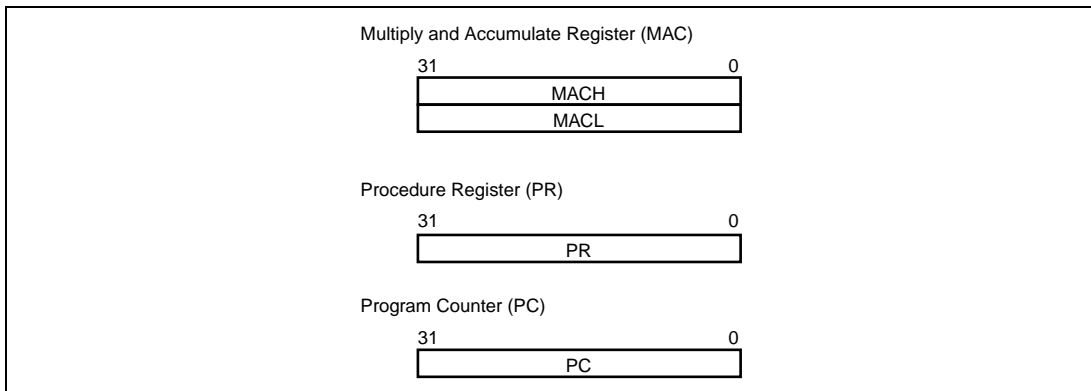 Multiply and Accumulate Register (MAC)
31 0
MACH
MACL
Procedure Register (PR)
31 0
PR
Program Counter (PC)
31 0
PC